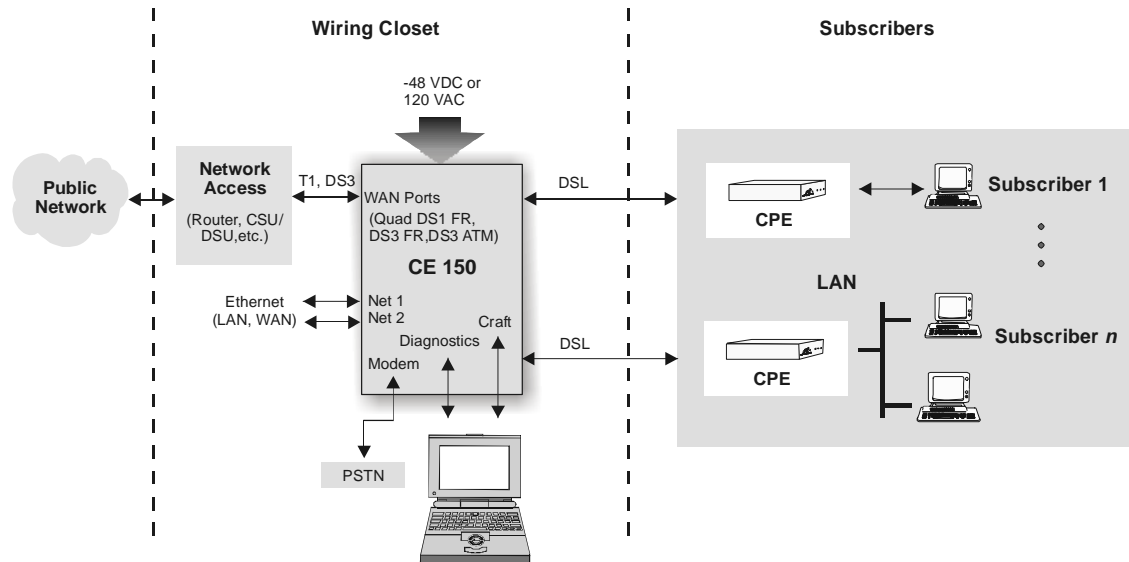 Wiring Closet
Subscribers
-48 VDC or
120 VAC
Public
Network
Network
Access
(Router, CSU/
DSU,etc.)
T1, DS3
WAN Ports
(Quad DS1 FR,
DS3 FR,DS3 ATM)
CE 150
Ethernet
(LAN, WAN)
Net 1
Net 2
Craft
Diagnostics
Modem
PSTN
DSL
DSL
CPE
Subscriber 1
LAN
CPE
Subscriber n